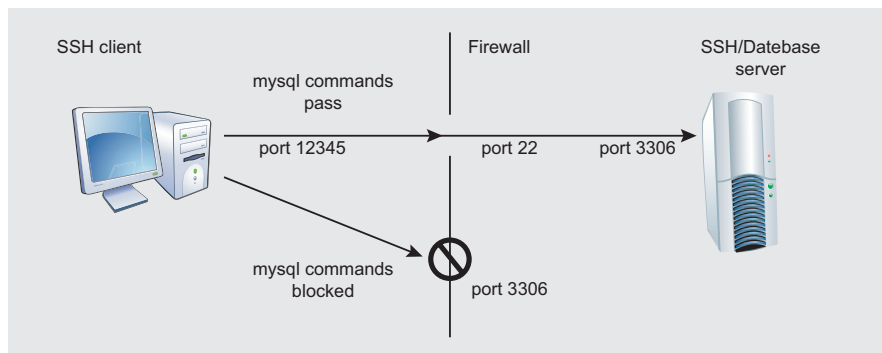 SSH client
Firewall
SSH/Datebase
server
mysql commands
pass
port 12345
port 22
port 3306
mysql commands
blocked
port 3306